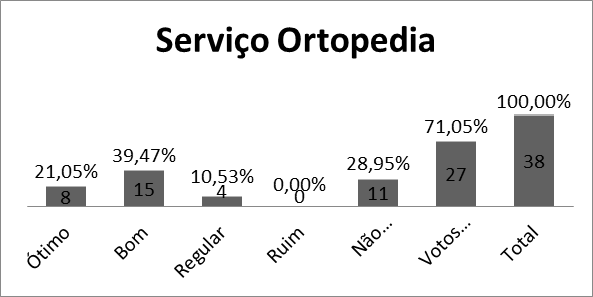 Serviço Ortopedia
21,05%
39,47%
10,53%
0,00%
28,95%
71,05%
100,00%
8
15
4
0
11
27
38
Ótimo
Bom
Regular
Ruim
Não...
Votos...
Total